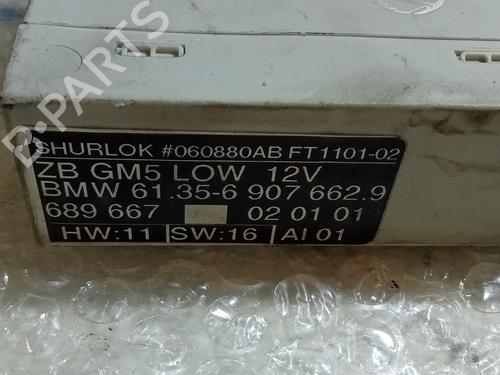 B-PARTS
SHURLOK #060880AB FT1101-02
ZB GM5 LOW 12V
BMW 61.35-6 907 662.9
689 667 02 01 01
HW:11 SW:16 AI 01